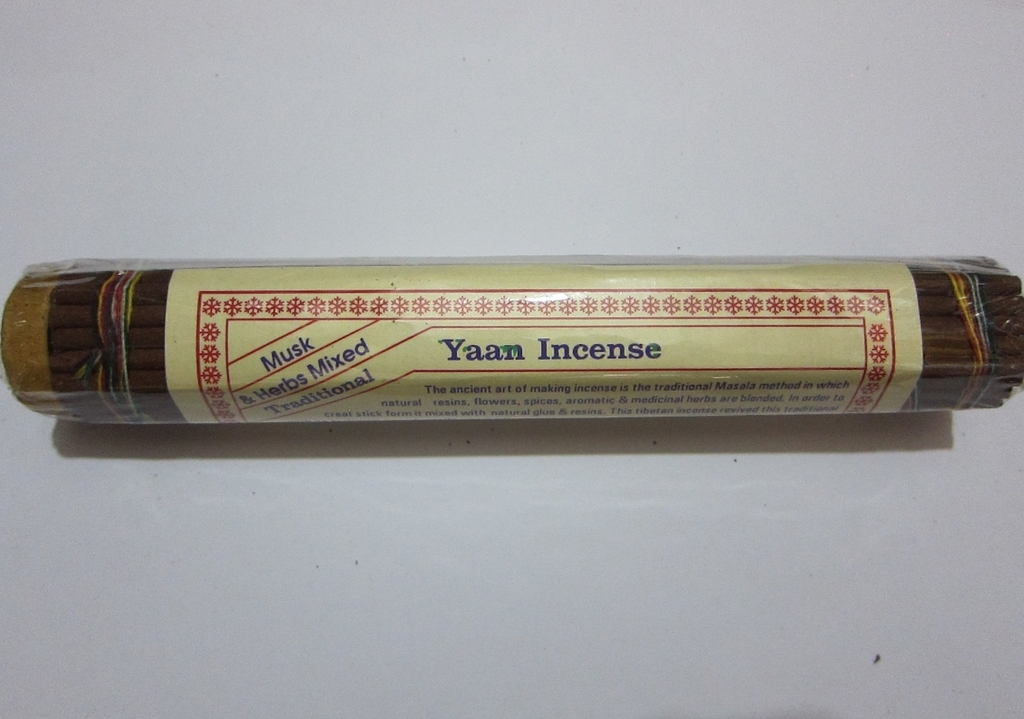 Musk
& Herbs Mixed
Traditional
Yaan Incense
The ancient art of making incense is the traditional Masala method in which
natural resins, flowers, spices, aromatic & medicinal herbs are blended. In order to
creat stick form it mixed with natural glue & resins. This tibetan incense revived this traditional